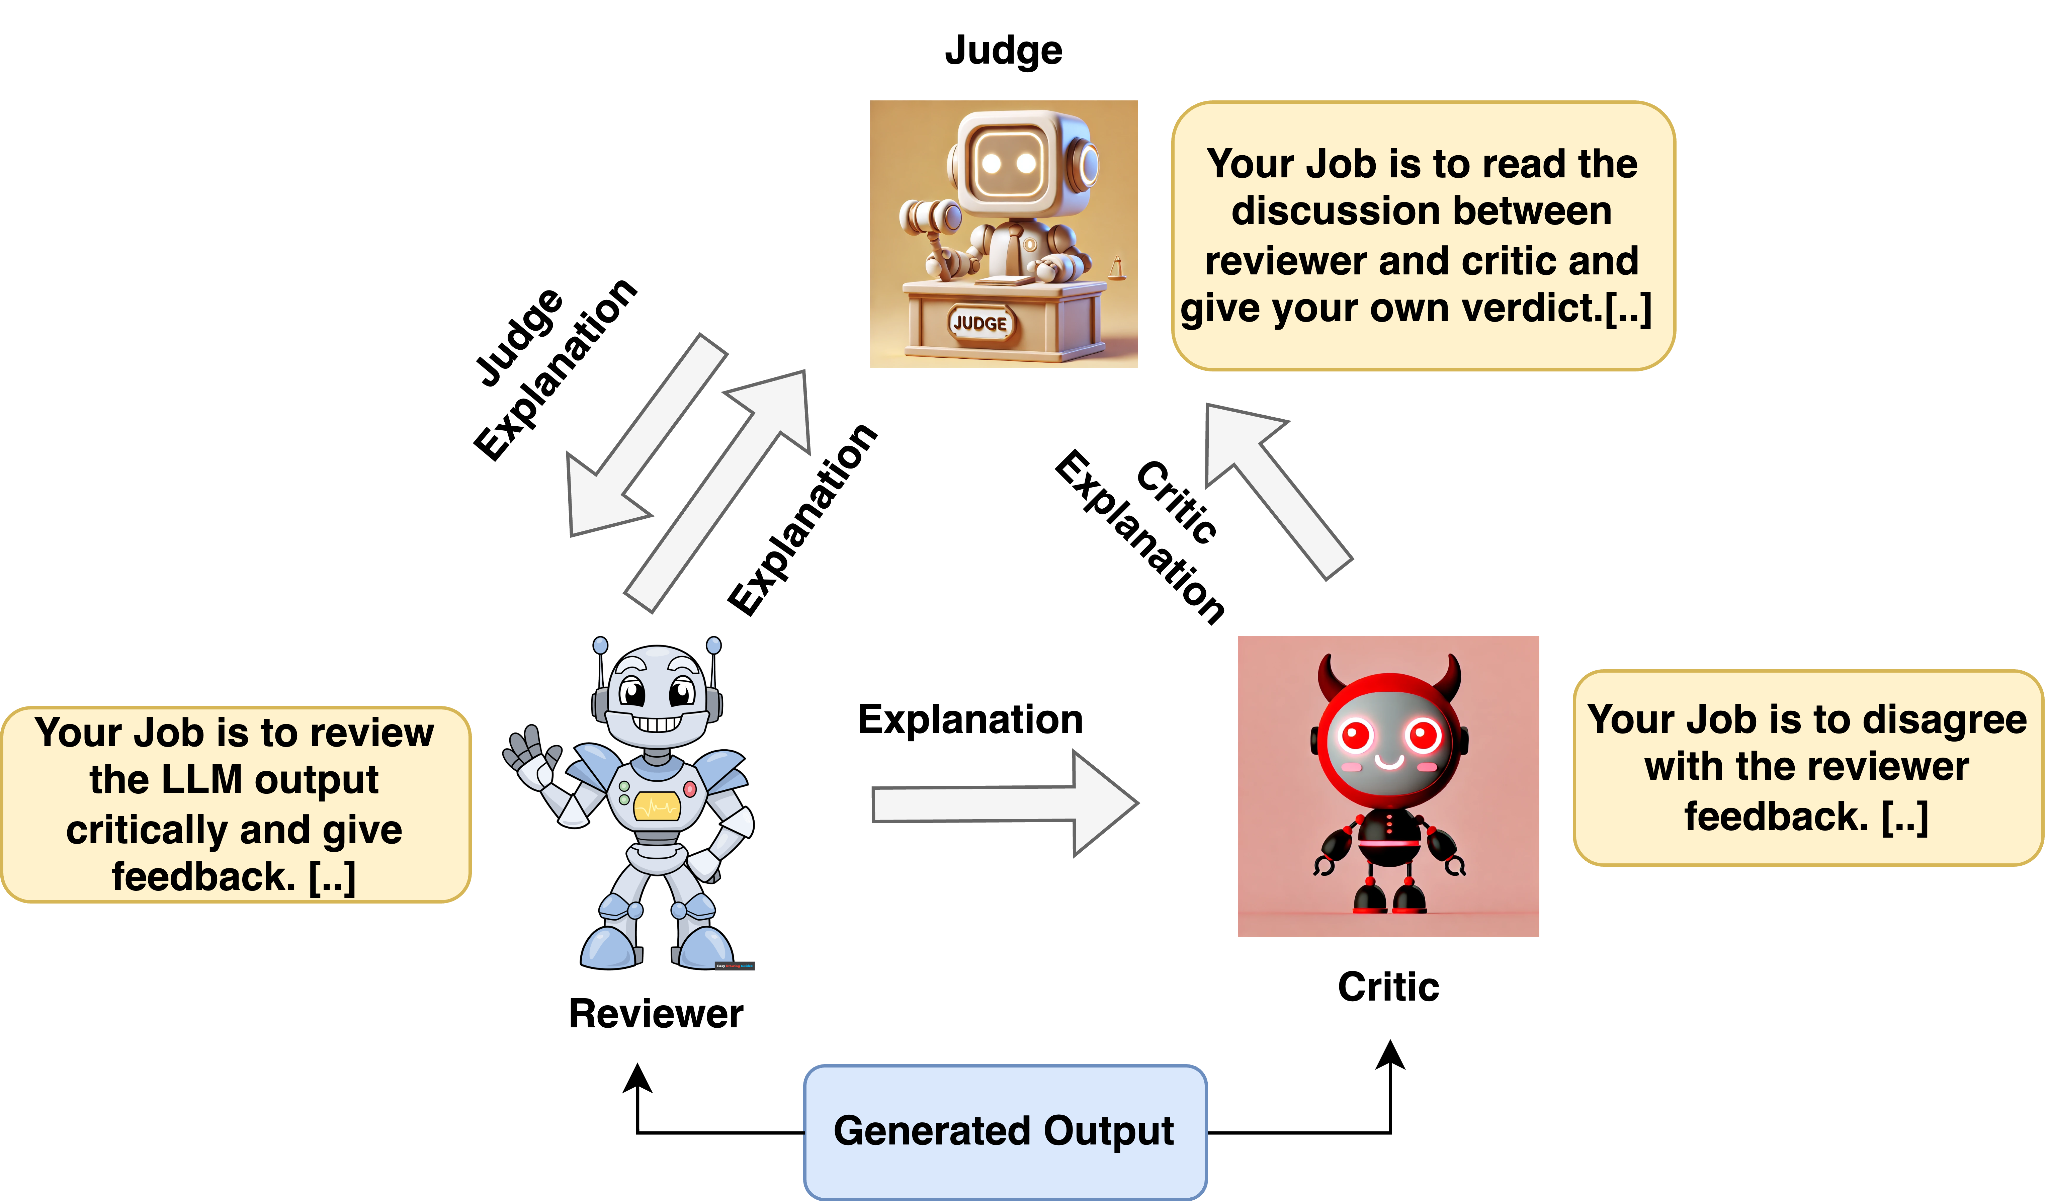 Judge
JUDGE
Your Job is to read the
discussion between
reviewer and critic and
give your own verdict.[..]
Judge
Explanation
Explanation
Critic
Explanation
Explanation
Your Job is to review
the LLM output
critically and give
feedback. [..]
Your Job is to disagree
with the reviewer
feedback. [..]
Reviewer
Critic
Generated Output